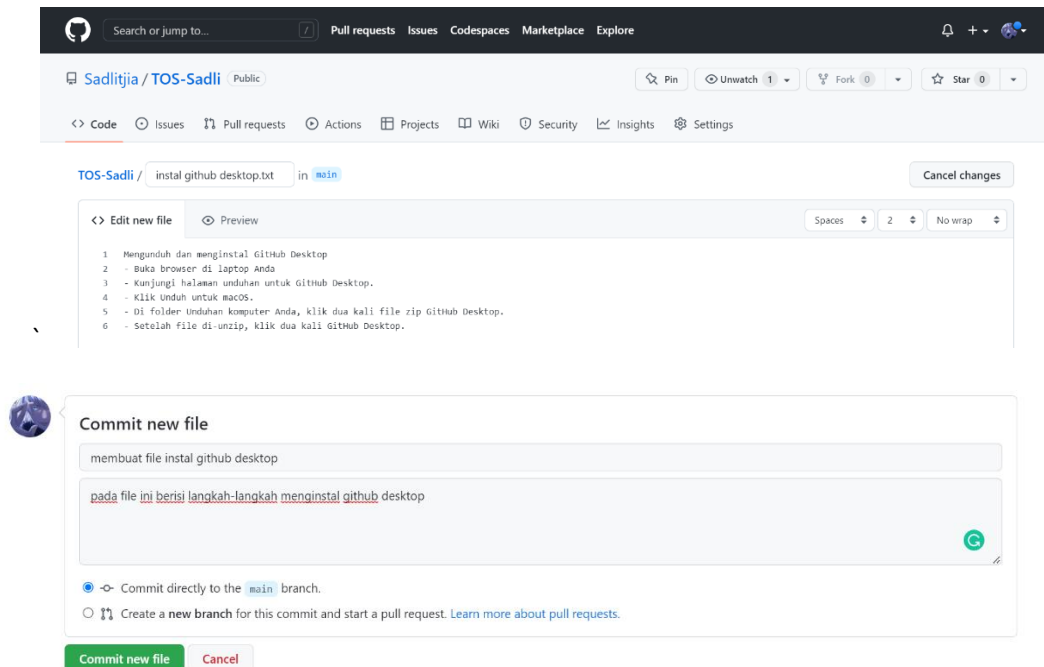 Search or jump to... / Pull requests Issues Codespaces Marketplace Explore
Sadlitjia / TOS-Sadli Public Pin Unwatch 1 Fork 0 Star 0
<> Code Issues Pull requests Actions Projects Wiki Security Insights Settings
TOS-Sadli / instal github desktop.txt in main Cancel changes
<> Edit new file Preview Spaces 2 No wrap
1 Mengunduh dan menginstal GitHub Desktop
2 - Buka browser di laptop Anda
3 - Kunjungi halaman unduhan untuk GitHub Desktop.
4 - Klik Unduh untuk macOS.
5 - Di folder Unduhan komputer Anda, klik dua kali file zip GitHub Desktop.
6 - Setelah file di-unzip, klik dua kali GitHub Desktop.
`
Commit new file
membuat file instal github desktop
pada file ini berisi langkah-langkah menginstal github desktop
Commit directly to the main branch.
Create a new branch for this commit and start a pull request. Learn more about pull requests.
Commit new file Cancel